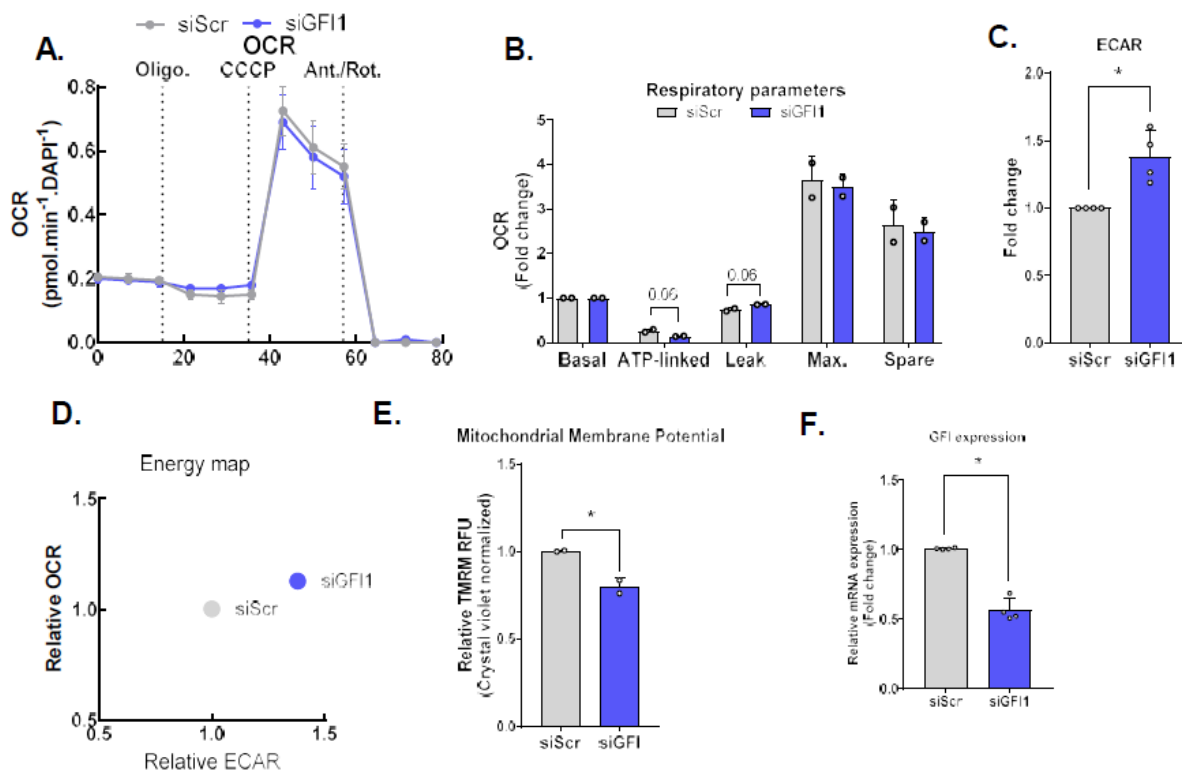 siScr siGFI1
A.
OCR
Oligo. CCCP Ant./Rot.
OCR
(pmol.min⁻¹.DAPI⁻¹)
0.8
0.6
0.4
0.2
0.0
0 20 40 60 80
B.
Respiratory parameters
siScr siGFI1
OCR
(Fold change)
5
4
3
2
1
0
0.05
0.06
Basal ATP-linked Leak Max. Spare
C.
ECAR
*
Fold change
2.0
1.5
1.0
0.5
0.0
siScr siGFI1
D.
Energy map
Relative OCR
1.5
1.0
0.5
siGFI1
siScr
0.5 1.0 1.5
Relative ECAR
E.
Mitochondrial Membrane Potential
Relative TMRM RFU
(Crystal violet normalized)
1.5
1.0
0.5
0.0
*
siScr siGFI
F.
GFI expression
*
Relative mRNA expression
(Fold change)
1.5
1.0
0.5
0.0
siScr siGFI1